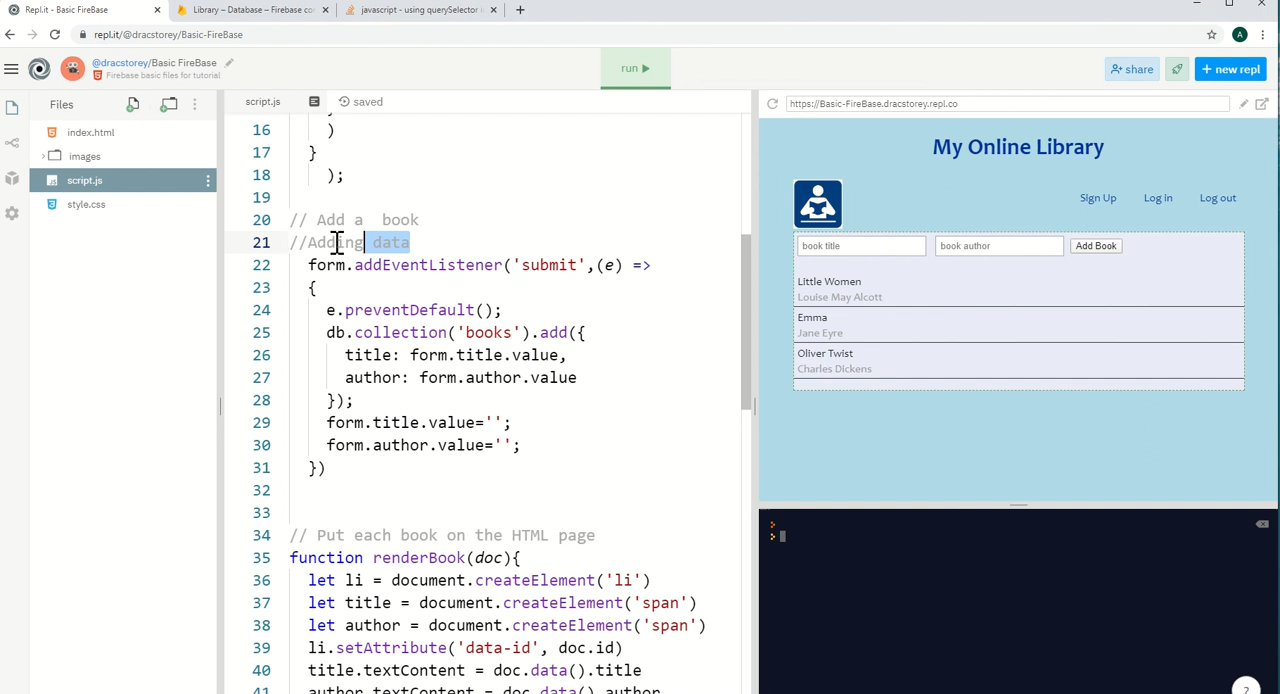 Repl.it - Basic FireBase
Library – Database – Firebase co
javascript - using querySelector i
repl.it/@dracstorey/Basic-FireBase
A
@dracstorey/Basic FireBase
Firebase basic files for tutorial
run
share
+ new repl
Files
index.html
images
script.js
style.css
script.js
saved
16 )
17 }
18 );
19
20 // Add a  book
21 //Adding data
22 form.addEventListener('submit',(e) =>
23 {
24 e.preventDefault();
25 db.collection('books').add({
26 title: form.title.value,
27 author: form.author.value
28 });
29 form.title.value='';
30 form.author.value='';
31 })
32
33
34 // Put each book on the HTML page
35 function renderBook(doc){
36 let li = document.createElement('li')
37 let title = document.createElement('span')
38 let author = document.createElement('span')
39 li.setAttribute('data-id', doc.id)
40 title.textContent = doc.data().title
41 author.textContent = doc.data().author
https://Basic-FireBase.dracstorey.repl.co
My Online Library
Sign Up Log in Log out
book title book author Add Book
Little Women
Louise May Alcott
Emma
Jane Eyre
Oliver Twist
Charles Dickens
>
>
?